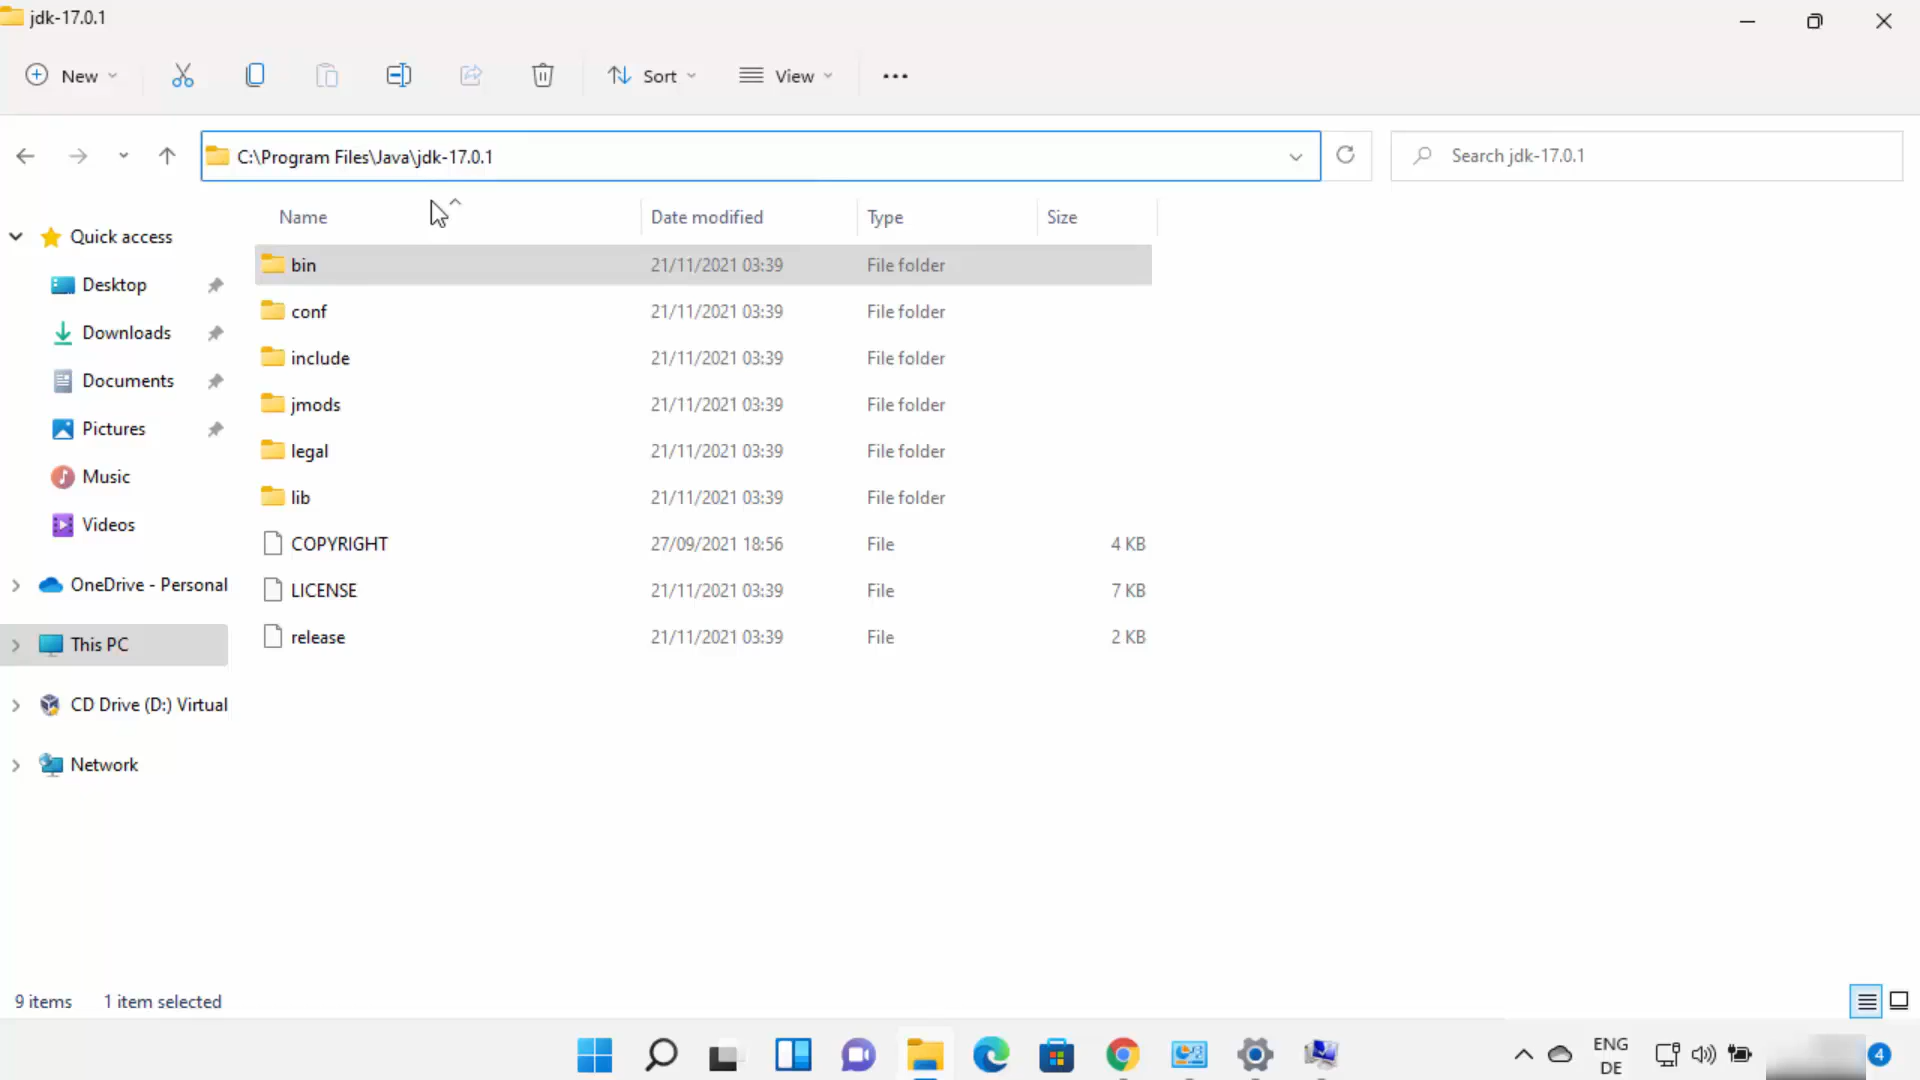 jdk-17.0.1
New
Sort
View
C:\Program Files\Java\jdk-17.0.1
Search jdk-17.0.1
Name Date modified Type Size
Quick access
Desktop
Downloads
Documents
Pictures
Music
Videos
OneDrive - Personal
This PC
CD Drive (D:) Virtual
Network
bin 21/11/2021 03:39 File folder
conf 21/11/2021 03:39 File folder
include 21/11/2021 03:39 File folder
jmods 21/11/2021 03:39 File folder
legal 21/11/2021 03:39 File folder
lib 21/11/2021 03:39 File folder
COPYRIGHT 27/09/2021 18:56 File 4 KB
LICENSE 21/11/2021 03:39 File 7 KB
release 21/11/2021 03:39 File 2 KB
9 items 1 item selected
ENG
DE
4